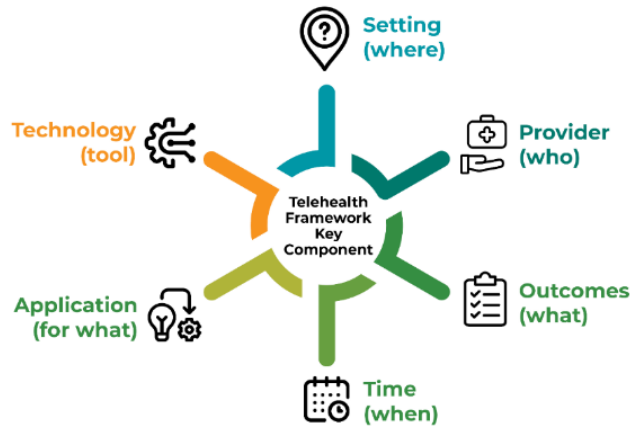 Setting
(where)
Technology
(tool)
Provider
(who)
Telehealth
Framework
Key
Component
Application
(for what)
Outcomes
(what)
Time
(when)
?